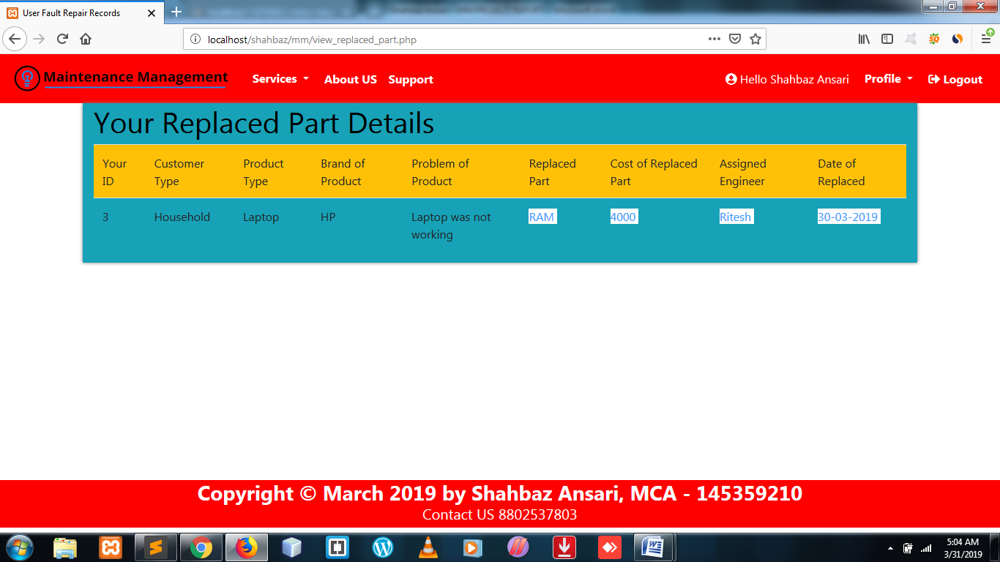 User Fault Repair Records
localhost/shahbaz/mm/view_replaced_part.php
Maintenance Management Services About US Support Hello Shahbaz Ansari Profile Logout
Your Replaced Part Details
Your ID Customer Type Product Type Brand of Product Problem of Product Replaced Part Cost of Replaced Part Assigned Engineer Date of Replaced
3 Household Laptop HP Laptop was not working RAM 4000 Ritesh 30-03-2019
Copyright © March 2019 by Shahbaz Ansari, MCA - 145359210
Contact US 8802537803
5:04 AM
3/31/2019